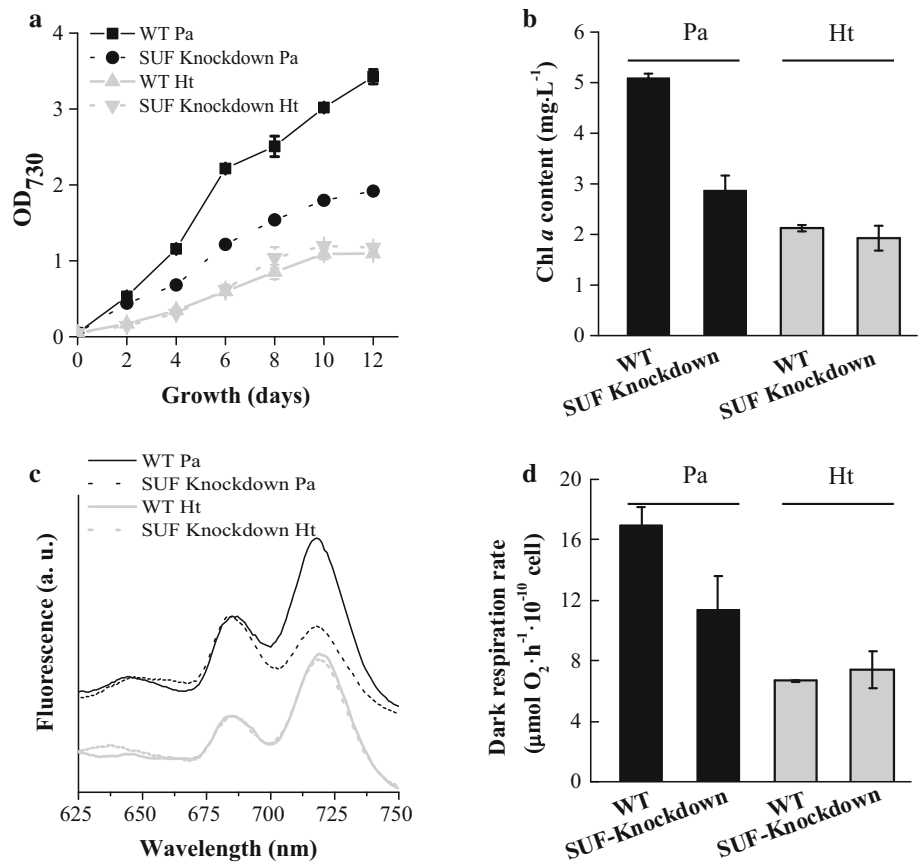 a
WT Pa
SUF Knockdown Pa
WT Ht
SUF Knockdown Ht
4
3
2
1
0
OD730
0 2 4 6 8 10 12
Growth (days)
b
Pa Ht
6
5
4
3
2
1
0
Chl a content (mg·L-1)
WT
SUF Knockdown
WT
SUF Knockdown
c
WT Pa
SUF Knockdown Pa
WT Ht
SUF Knockdown Ht
Fluorescence (a. u.)
625 650 675 700 725 750
Wavelength (nm)
d
Pa Ht
20
16
12
8
4
0
Dark respiration rate
(μmol O2·h-1·10-10 cell)
WT
SUF-Knockdown
WT
SUF-Knockdown